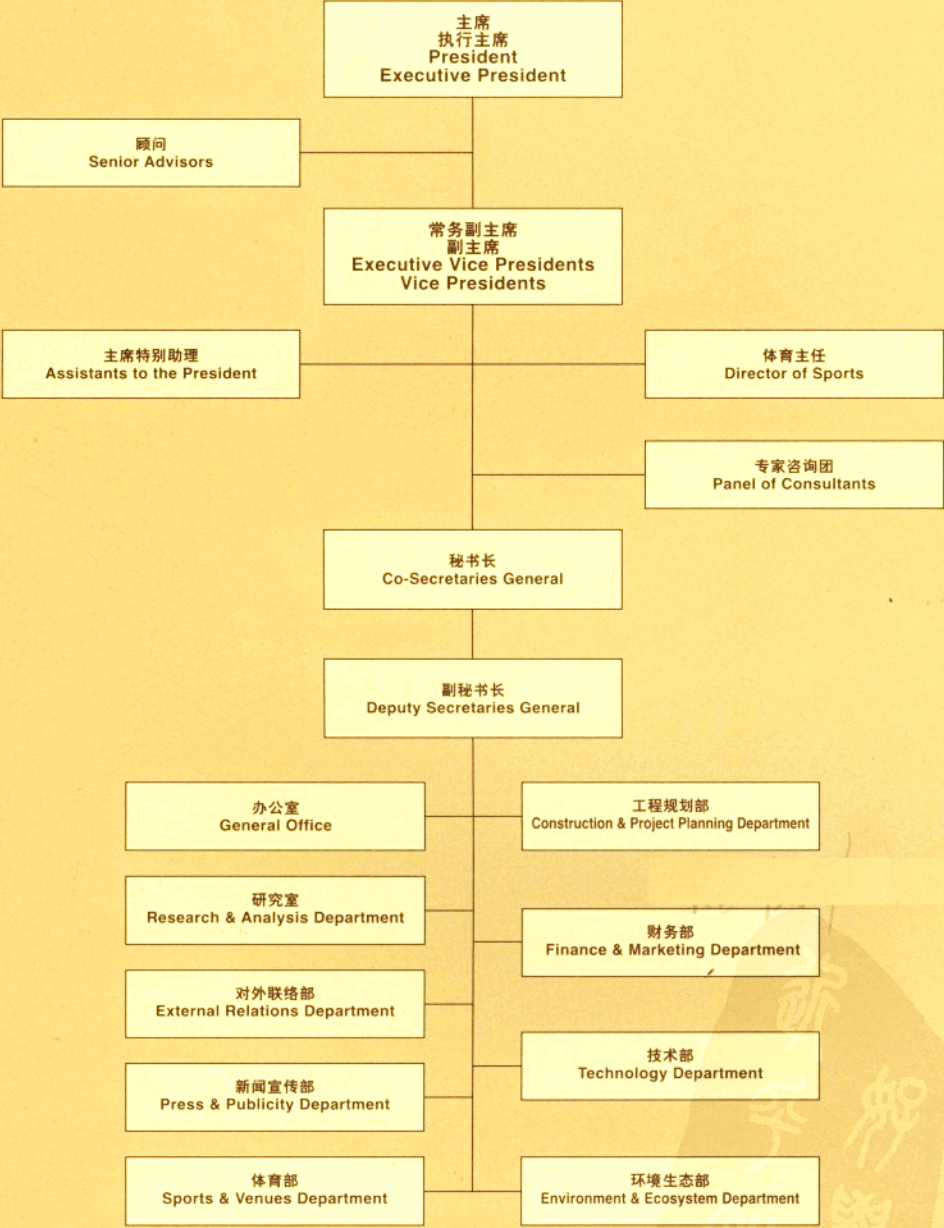 主席
执行主席
President
Executive President
顾问
Senior Advisors
常务副主席
副主席
Executive Vice Presidents
Vice Presidents
主席特别助理
Assistants to the President
体育主任
Director of Sports
专家咨询团
Panel of Consultants
秘书长
Co-Secretaries General
副秘书长
Deputy Secretaries General
办公室
General Office
工程规划部
Construction & Project Planning Department
研究室
Research & Analysis Department
财务部
Finance & Marketing Department
对外联络部
External Relations Department
技术部
Technology Department
新闻宣传部
Press & Publicity Department
体育部
Sports & Venues Department
环境生态部
Environment & Ecosystem Department